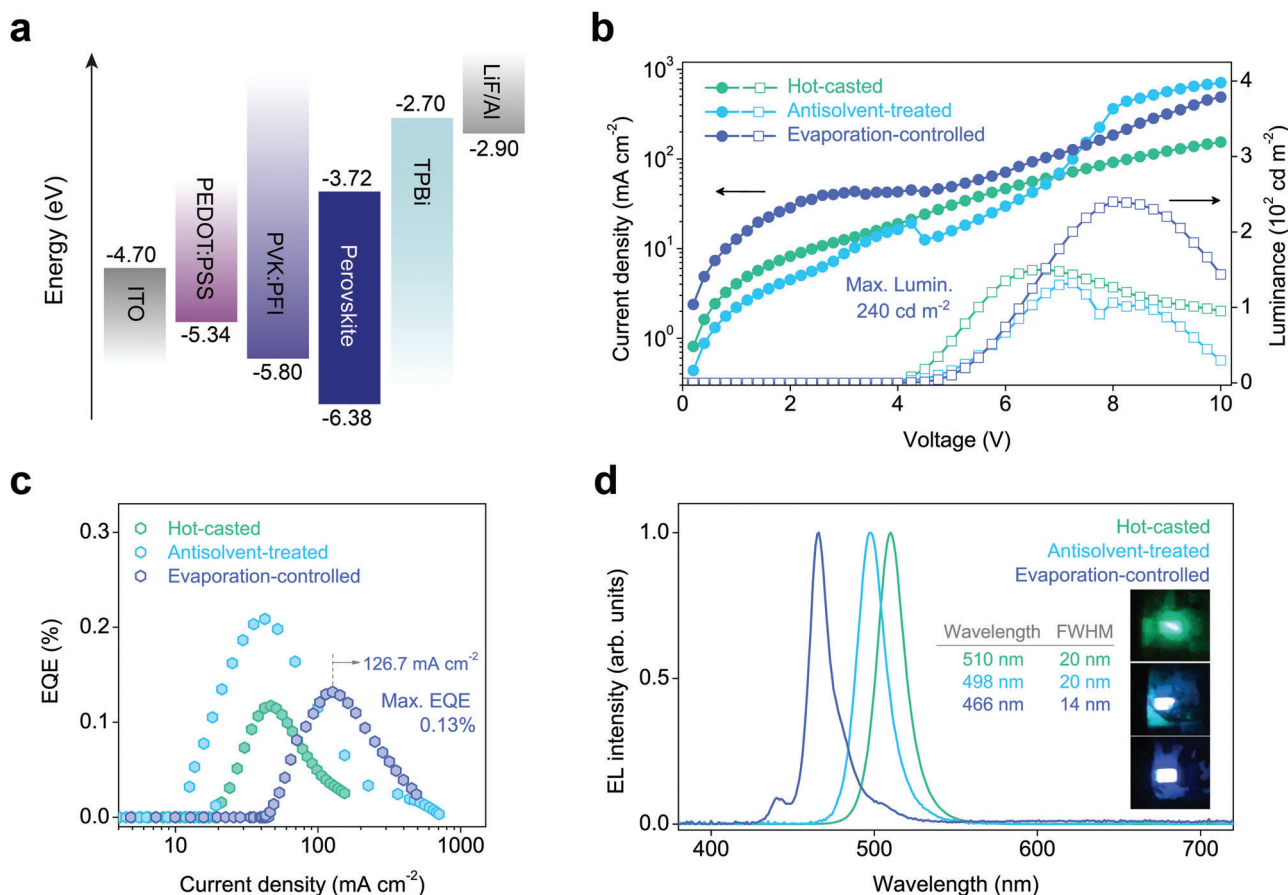 a
Energy (eV)
-4.70
ITO
PEDOT:PSS
-5.34
PVK:PFI
-5.80
-3.72
Perovskite
-6.38
-2.70
TPBi
LiF/Al
-2.90
b
Current density (mA cm⁻²)
10³
10²
10¹
10⁰
Hot-casted
Antisolvent-treated
Evaporation-controlled
Max. Lumin.
240 cd m⁻²
4
3
2
1
0
Luminance (10² cd m⁻²)
0 2 4 6 8 10
Voltage (V)
c
EQE (%)
0.3
0.2
0.1
0.0
Hot-casted
Antisolvent-treated
Evaporation-controlled
126.7 mA cm⁻²
Max. EQE
0.13%
10 100 1000
Current density (mA cm⁻²)
d
EL intensity (arb. units)
1.0
0.5
0.0
Hot-casted
Antisolvent-treated
Evaporation-controlled
Wavelength FWHM
510 nm 20 nm
498 nm 20 nm
466 nm 14 nm
400 500 600 700
Wavelength (nm)